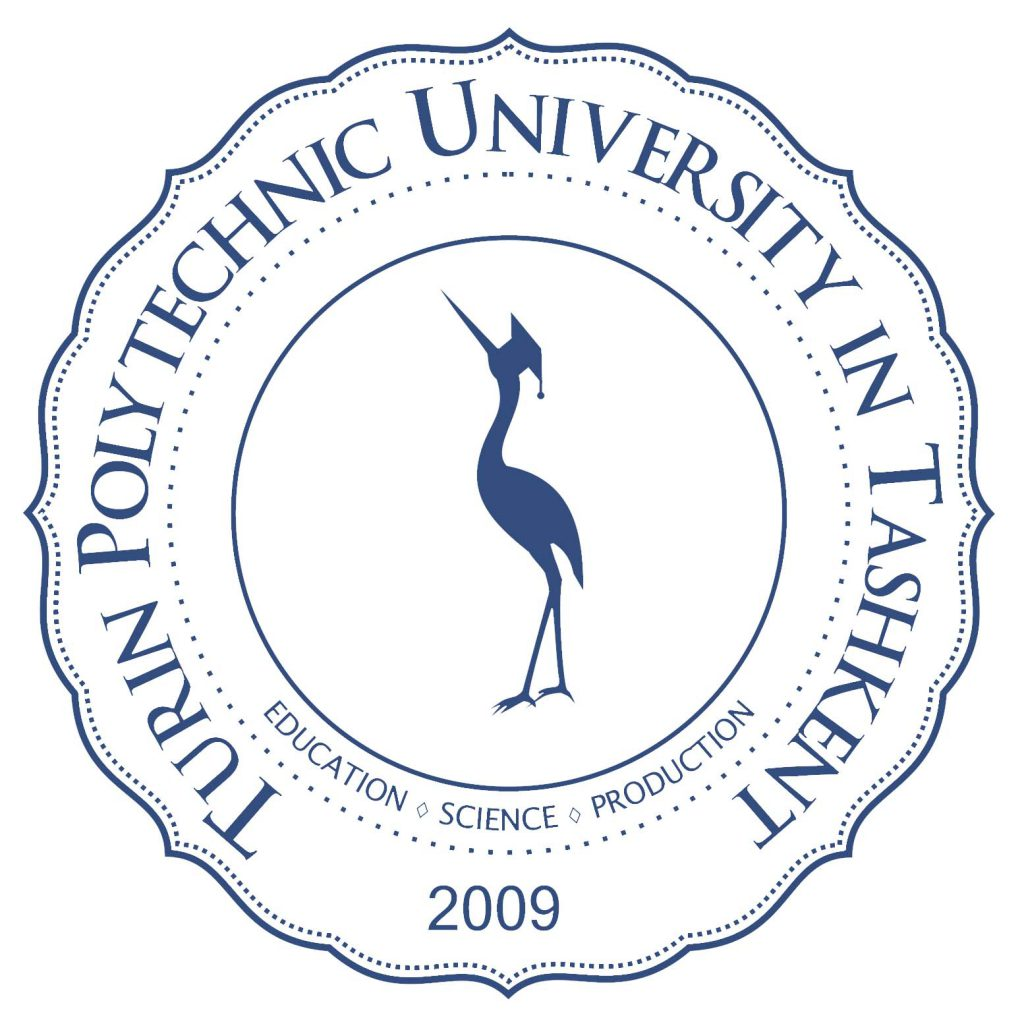 TURIN POLYTECHNIC UNIVERSITY IN TASHKENT
EDUCATION ◊ SCIENCE ◊ PRODUCTION
2009